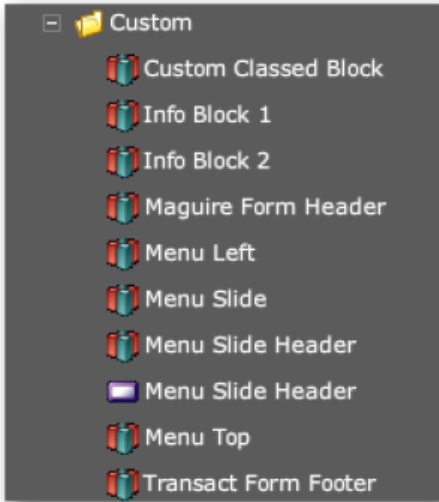 Custom
Custom Classed Block
Info Block 1
Info Block 2
Maguire Form Header
Menu Left
Menu Slide
Menu Slide Header
Menu Slide Header
Menu Top
Transact Form Footer